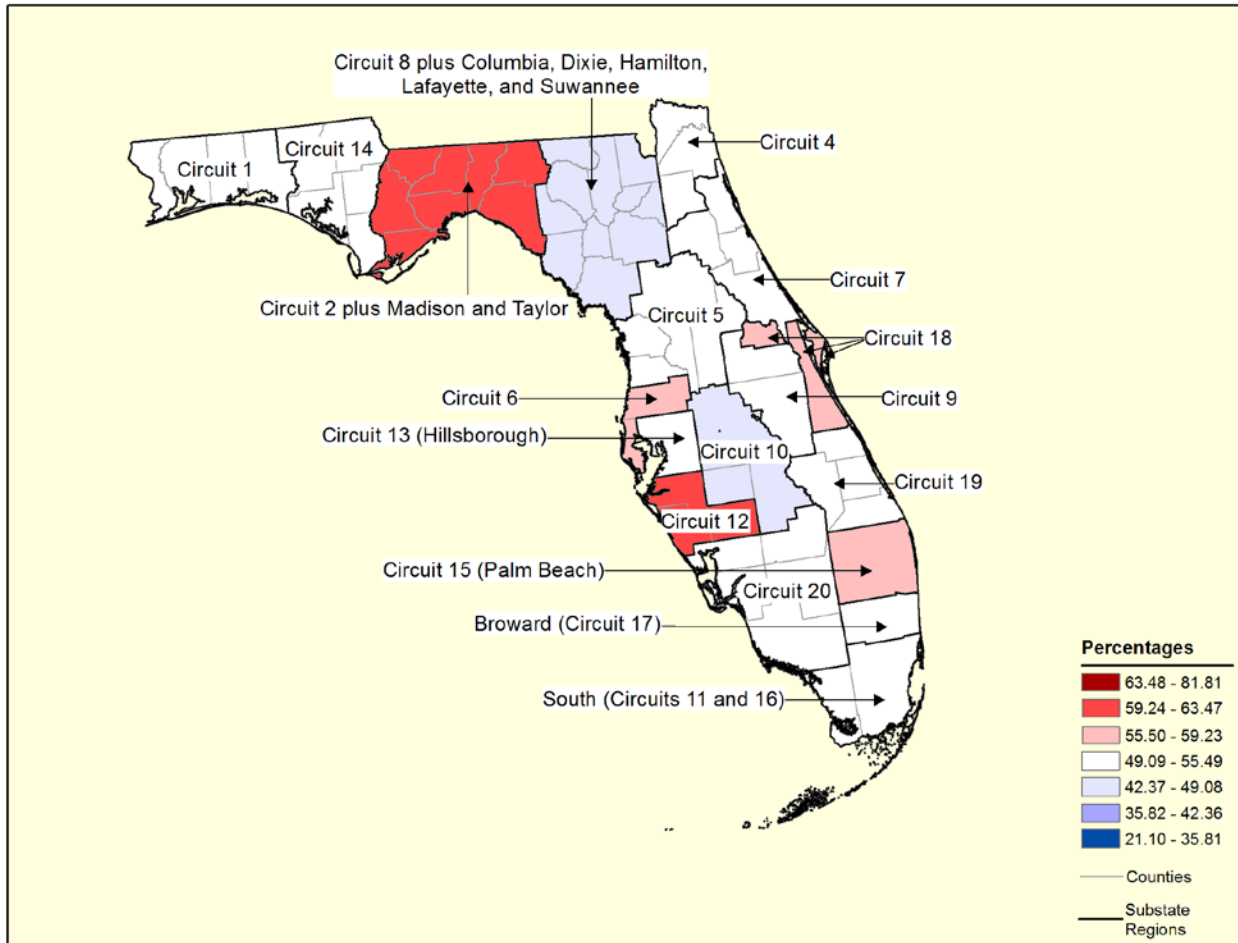 Circuit 8 plus Columbia, Dixie, Hamilton,
Lafayette, and Suwannee
Circuit 4
Circuit 14
Circuit 1
Circuit 7
Circuit 2 plus Madison and Taylor
Circuit 5
Circuit 18
Circuit 6
Circuit 9
Circuit 13 (Hillsborough)
Circuit 10
Circuit 19
Circuit 12
Circuit 15 (Palm Beach)
Circuit 20
Broward (Circuit 17)
South (Circuits 11 and 16)
Percentages
63.48 - 81.81
59.24 - 63.47
55.50 - 59.23
49.09 - 55.49
42.37 - 49.08
35.82 - 42.36
21.10 - 35.81
Counties
Substate
Regions